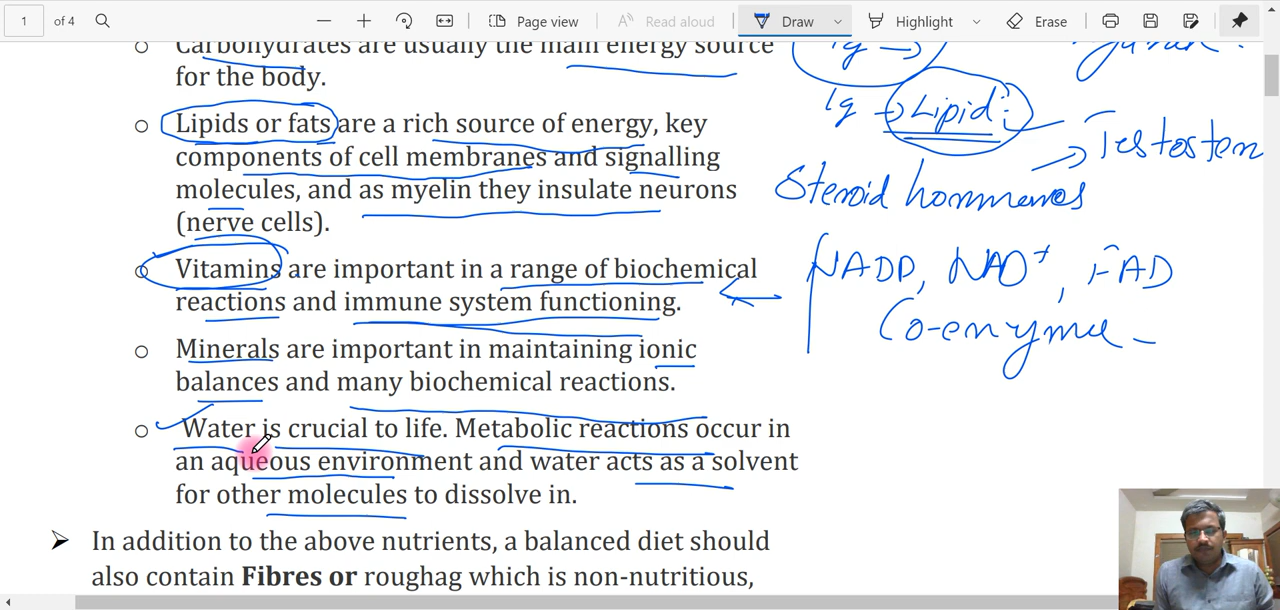 1 of 4 Page view Read aloud Draw Highlight Erase
Carbohydrates are usually the main energy source
for the body.
Lipids or fats are a rich source of energy, key
components of cell membranes and signalling
molecules, and as myelin they insulate neurons
(nerve cells).
Vitamins are important in a range of biochemical
reactions and immune system functioning.
Minerals are important in maintaining ionic
balances and many biochemical reactions.
Water is crucial to life. Metabolic reactions occur in
an aqueous environment and water acts as a solvent
for other molecules to dissolve in.
In addition to the above nutrients, a balanced diet should
also contain Fibres or roughag which is non-nutritious,
1g →
1g → Lipid :
Testosten
Steroid hormones
NADP, NAD+, FAD
Co-enzyme